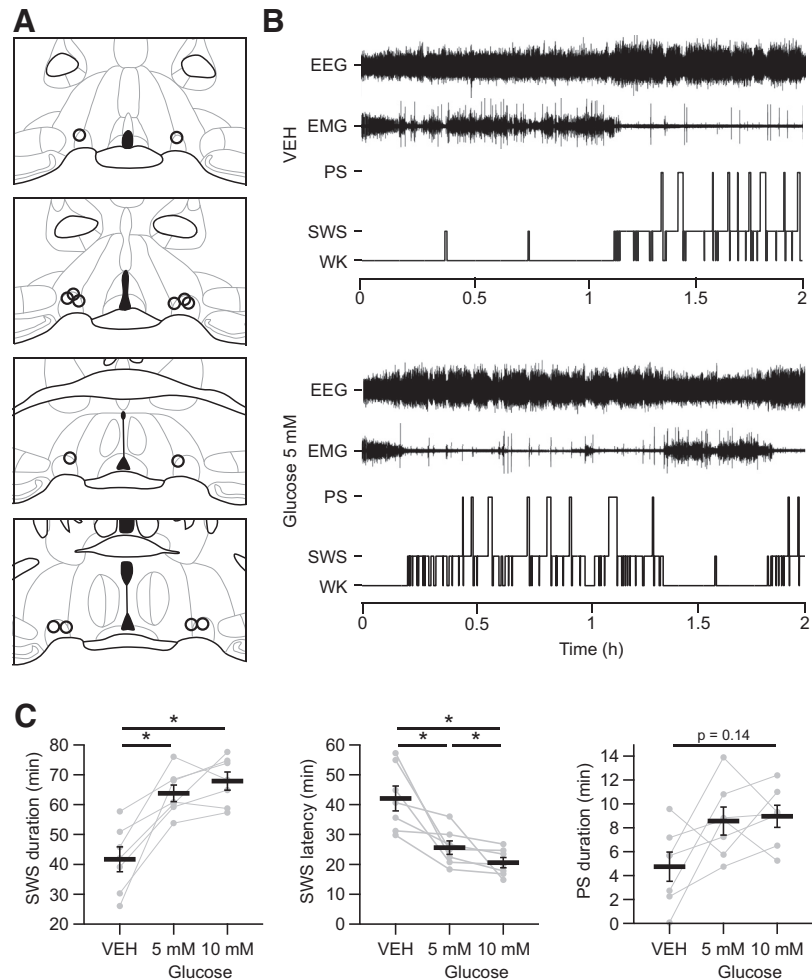 A
B
VEH
EEG
EMG
PS
SWS
WK
0 0.5 1 1.5 2
Glucose 5 mM
EEG
EMG
PS
SWS
WK
0 0.5 1 1.5 2
Time (h)
C
SWS duration (min)
80
70
60
50
40
30
20
* *
VEH 5 mM 10 mM
Glucose
SWS latency (min)
60
50
40
30
20
10
0
* * *
VEH 5 mM 10 mM
Glucose
PS duration (min)
14
12
10
8
6
4
2
0
p = 0.14
VEH 5 mM 10 mM
Glucose